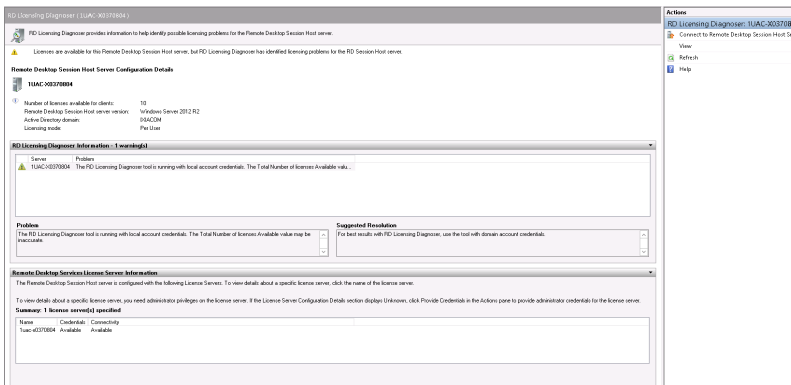 RD Licensing Diagnoser ( 1UAC-X0370804 )
RD Licensing Diagnoser provides information to help identify possible licensing problems for the Remote Desktop Session Host server.
Licenses are available for this Remote Desktop Session Host server, but RD Licensing Diagnoser has identified licensing problems for the RD Session Host server.
Remote Desktop Session Host Server Configuration Details
1UAC-X0370804
Number of licenses available for clients: 10
Remote Desktop Session Host server version: Windows Server 2012 R2
Active Directory domain: IXIACOM
Licensing mode: Per User
RD Licensing Diagnoser Information - 1 warning(s)
Server Problem
1UAC-X0370804 The RD Licensing Diagnoser tool is running with local account credentials. The Total Number of licenses Available valu...
Problem
The RD Licensing Diagnoser tool is running with local account credentials. The Total Number of licenses Available value may be
inaccurate.
Suggested Resolution
For best results with RD Licensing Diagnoser, use the tool with domain account credentials.
Remote Desktop Services License Server Information
The Remote Desktop Session Host server is configured with the following License Servers. To view details about a specific license server, click the name of the license server.
To view details about a specific license server, you need administrator privileges on the license server. If the License Server Configuration Details section displays Unknown, click Provide Credentials in the Actions pane to provide administrator credentials for the license server.
Summary: 1 license server(s) specified
Name Credentials Connectivity
1uac-x0370804 Available Available
Actions
RD Licensing Diagnoser: 1UAC-X03708
Connect to Remote Desktop Session Host S
View
Refresh
Help